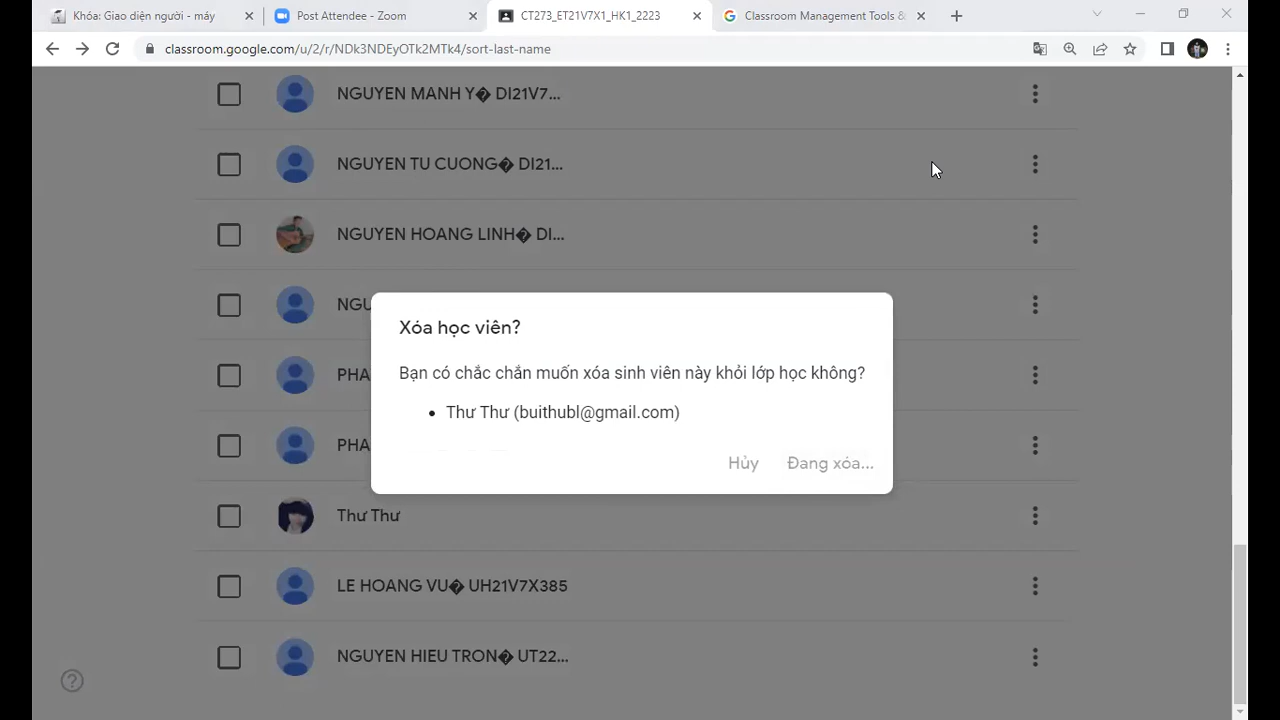 Khóa: Giao diện người - máy
Post Attendee - Zoom
CT273_ET21V7X1_HK1_2223
Classroom Management Tools &
classroom.google.com/u/2/r/NDk3NDEyOTk2MTk4/sort-last-name
NGUYEN MANH Y� DI21V7...
NGUYEN TU CUONG� DI21...
NGUYEN HOANG LINH� DI...
NGU
Xóa học viên?
Bạn có chắc chắn muốn xóa sinh viên này khỏi lớp học không?
PHA
• Thư Thư (buithubl@gmail.com)
PHA
Hủy
Đang xóa...
Thư Thư
LE HOANG VU� UH21V7X385
NGUYEN HIEU TRON� UT22...